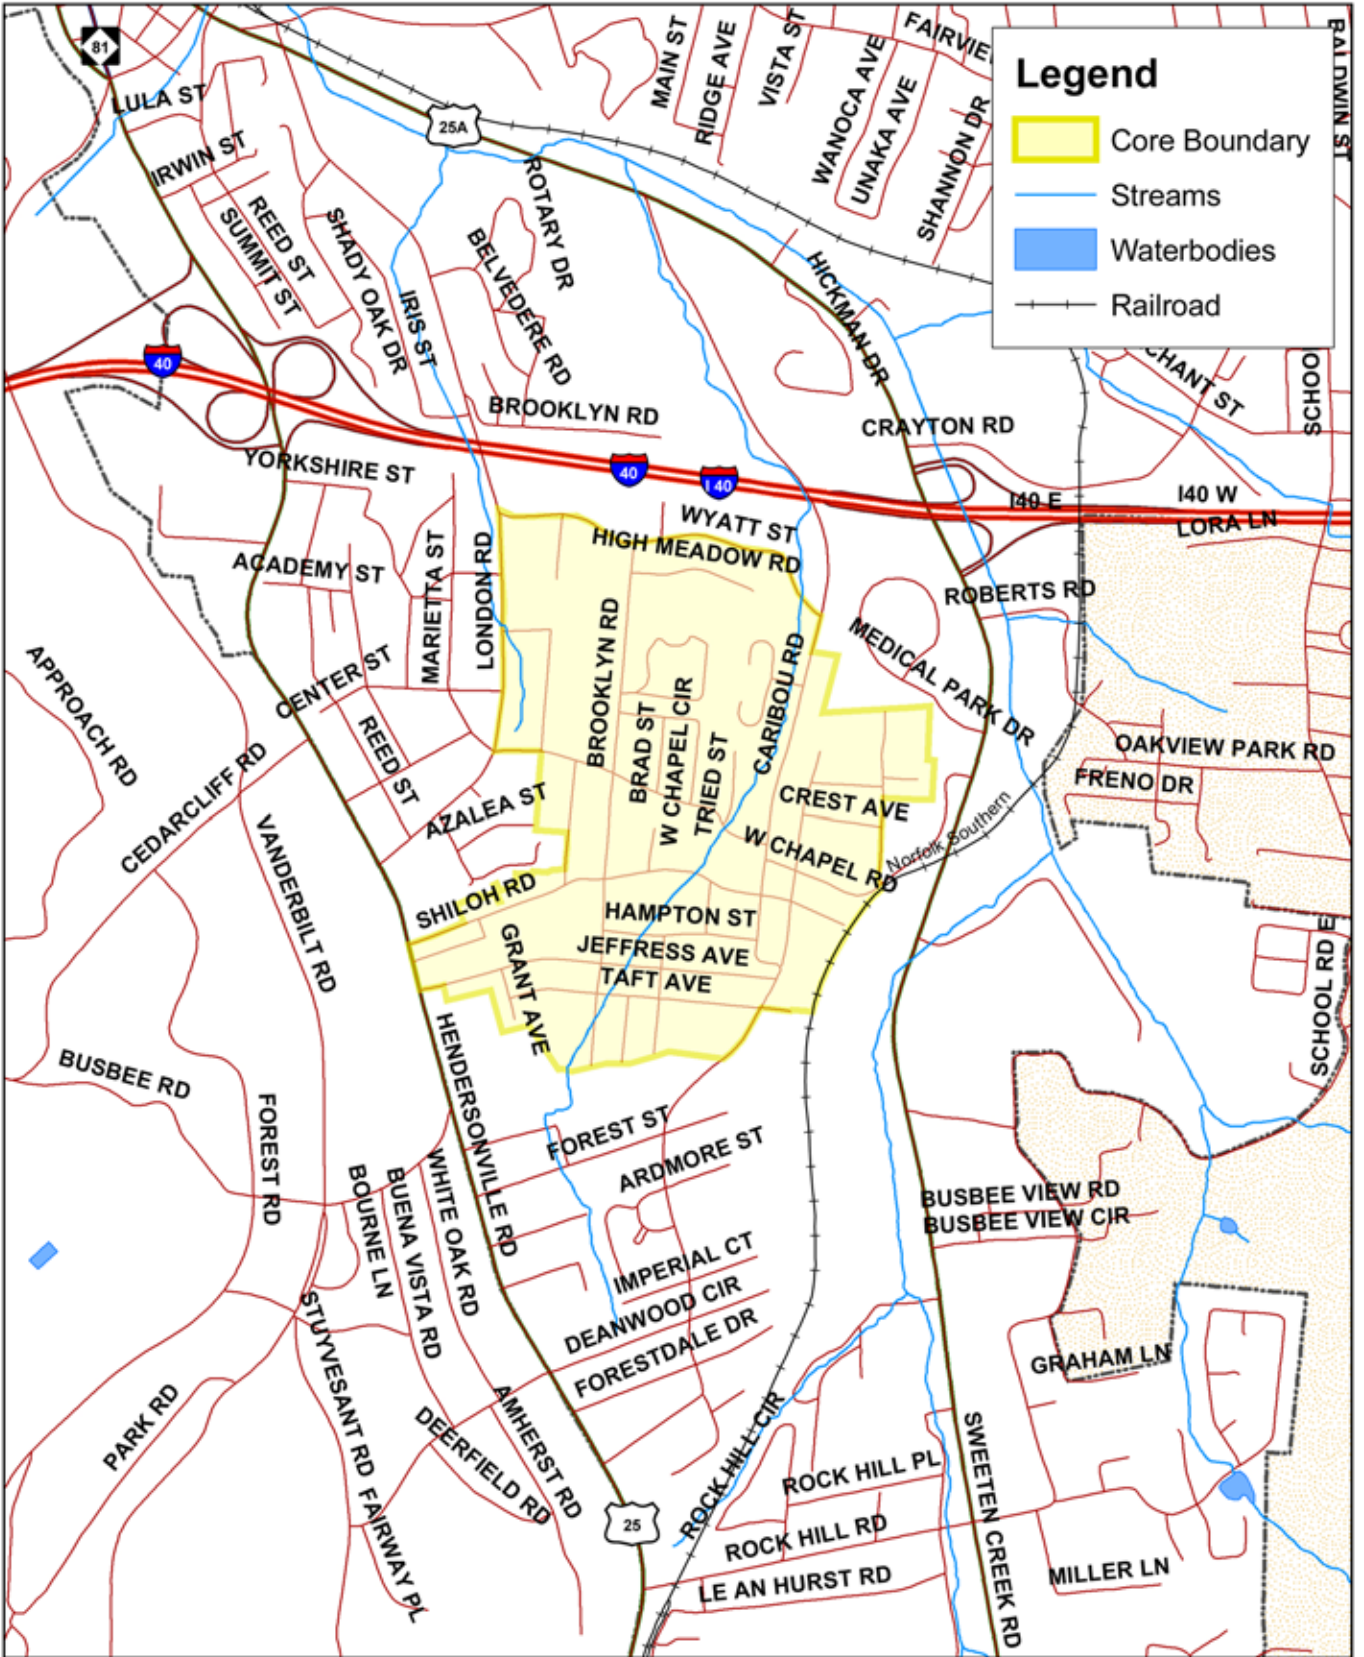 81
LULA ST
IRWIN ST
REED ST
SUMMIT ST
SHADY OAK DR
IRIS ST
25A
ROTARY DR
BELVEDERE RD
MAIN ST
RIDGE AVE
VISTA ST
WANOCA AVE
UNAKA AVE
FAIRVIE
SHANNON DR
Legend
Core Boundary
Streams
Waterbodies
Railroad
BALDWIN ST
HICKMAN DR
CHANT ST
SCHOO
40
BROOKLYN RD
CRAYTON RD
YORKSHIRE ST
40
I 40
I40 E
I40 W
LORA LN
WYATT ST
HIGH MEADOW RD
ACADEMY ST
MARIETTA ST
LONDON RD
ROBERTS RD
BROOKLYN RD
MEDICAL PARK DR
CARIBOU RD
APPROACH RD
CENTER ST
BRAD ST
W CHAPEL CIR
TRIED ST
REED ST
CEDARCLIFF RD
OAKVIEW PARK RD
FRENO DR
CREST AVE
AZALEA ST
W CHAPEL RD
Norfolk Southern
VANDERBILT RD
SHILOH RD
HAMPTON ST
JEFFRESS AVE
TAFT AVE
GRANT AVE
SCHOOL RD E
HENDERSONVILLE RD
BUSBEE RD
FOREST RD
FOREST ST
ARDMORE ST
BOURNE LN
BUENA VISTA RD
WHITE OAK RD
BUSBEE VIEW RD
BUSBEE VIEW CIR
IMPERIAL CT
DEANWOOD CIR
FORESTDALE DR
STUYVESANT RD
GRAHAM LN
PARK RD
AMHERST RD
DEERFIELD RD
FAIRWAY PL
ROCK HILL CIR
SWEETEN CREEK RD
ROCK HILL PL
25
ROCK HILL RD
LE AN HURST RD
MILLER LN